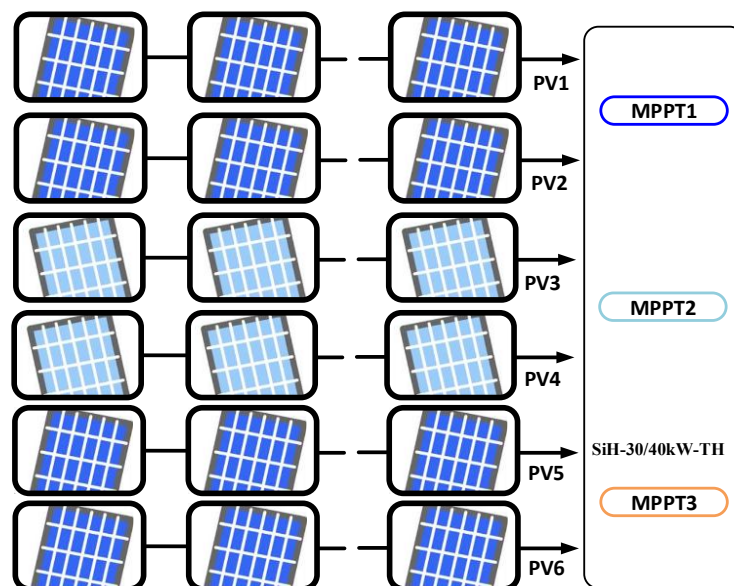 PV1
MPPT1
PV2
PV3
MPPT2
PV4
SiH-30/40kW-TH
PV5
MPPT3
PV6